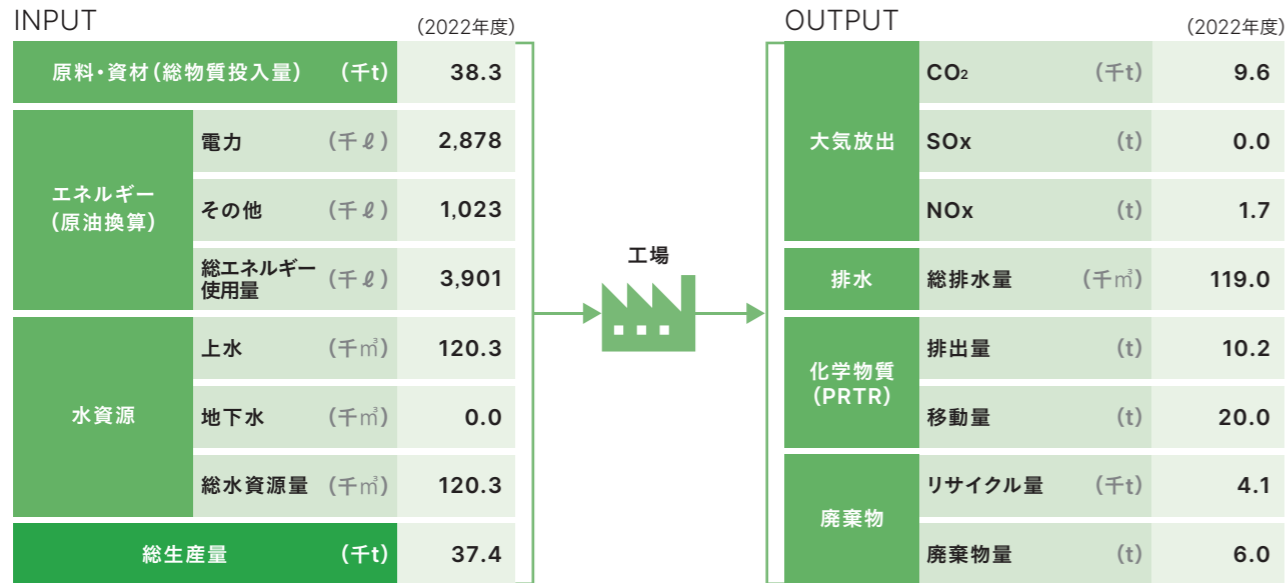 INPUT (2022年度)
原料・資材(総物質投入量) (千t) 38.3
エネルギー
(原油換算)
電力 (千ℓ) 2,878
その他 (千ℓ) 1,023
総エネルギー
使用量 (千ℓ) 3,901
水資源
上水 (千㎥) 120.3
地下水 (千㎥) 0.0
総水資源量 (千㎥) 120.3
総生産量 (千t) 37.4
工場
OUTPUT (2022年度)
大気放出
CO₂ (千t) 9.6
SOx (t) 0.0
NOx (t) 1.7
排水 総排水量 (千㎥) 119.0
化学物質
(PRTR)
排出量 (t) 10.2
移動量 (t) 20.0
廃棄物
リサイクル量 (千t) 4.1
廃棄物量 (t) 6.0